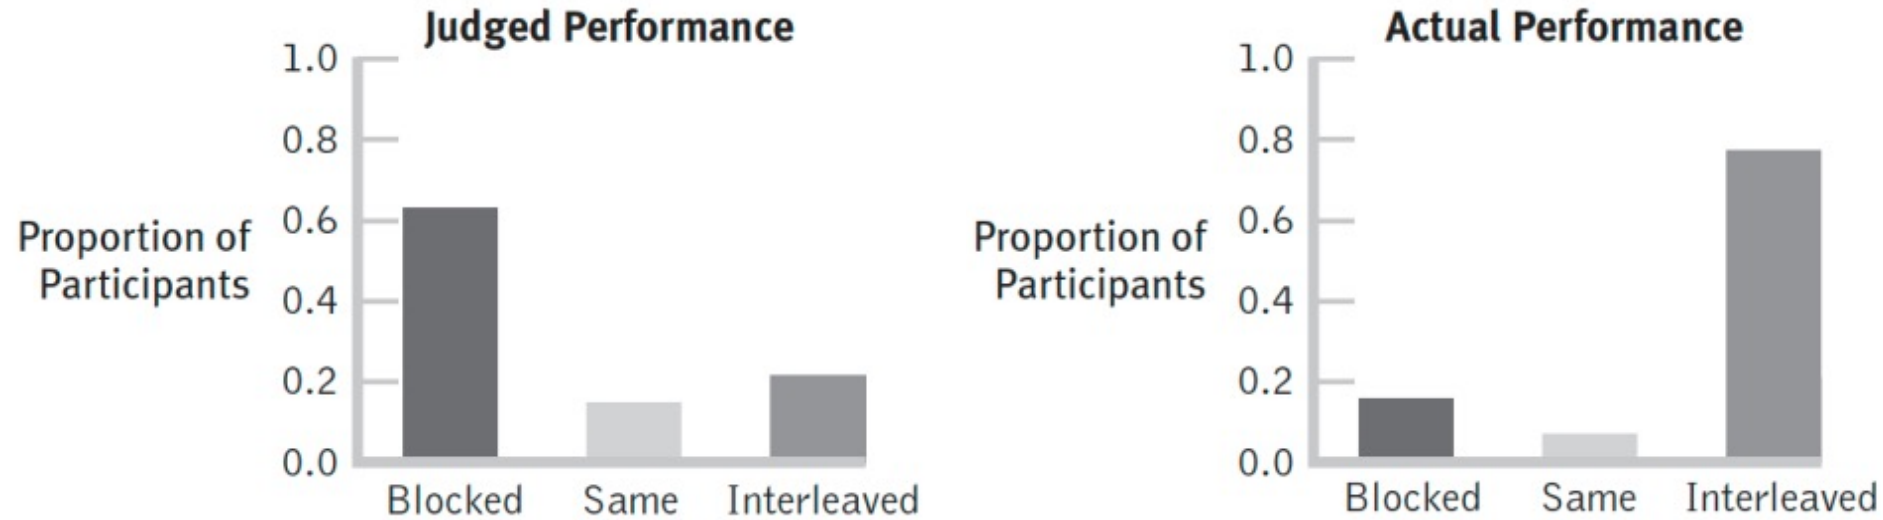 Judged Performance
1.0
0.8
0.6
0.4
0.2
0.0
Proportion of
Participants
Blocked Same Interleaved
Actual Performance
1.0
0.8
0.6
0.4
0.2
0.0
Proportion of
Participants
Blocked Same Interleaved